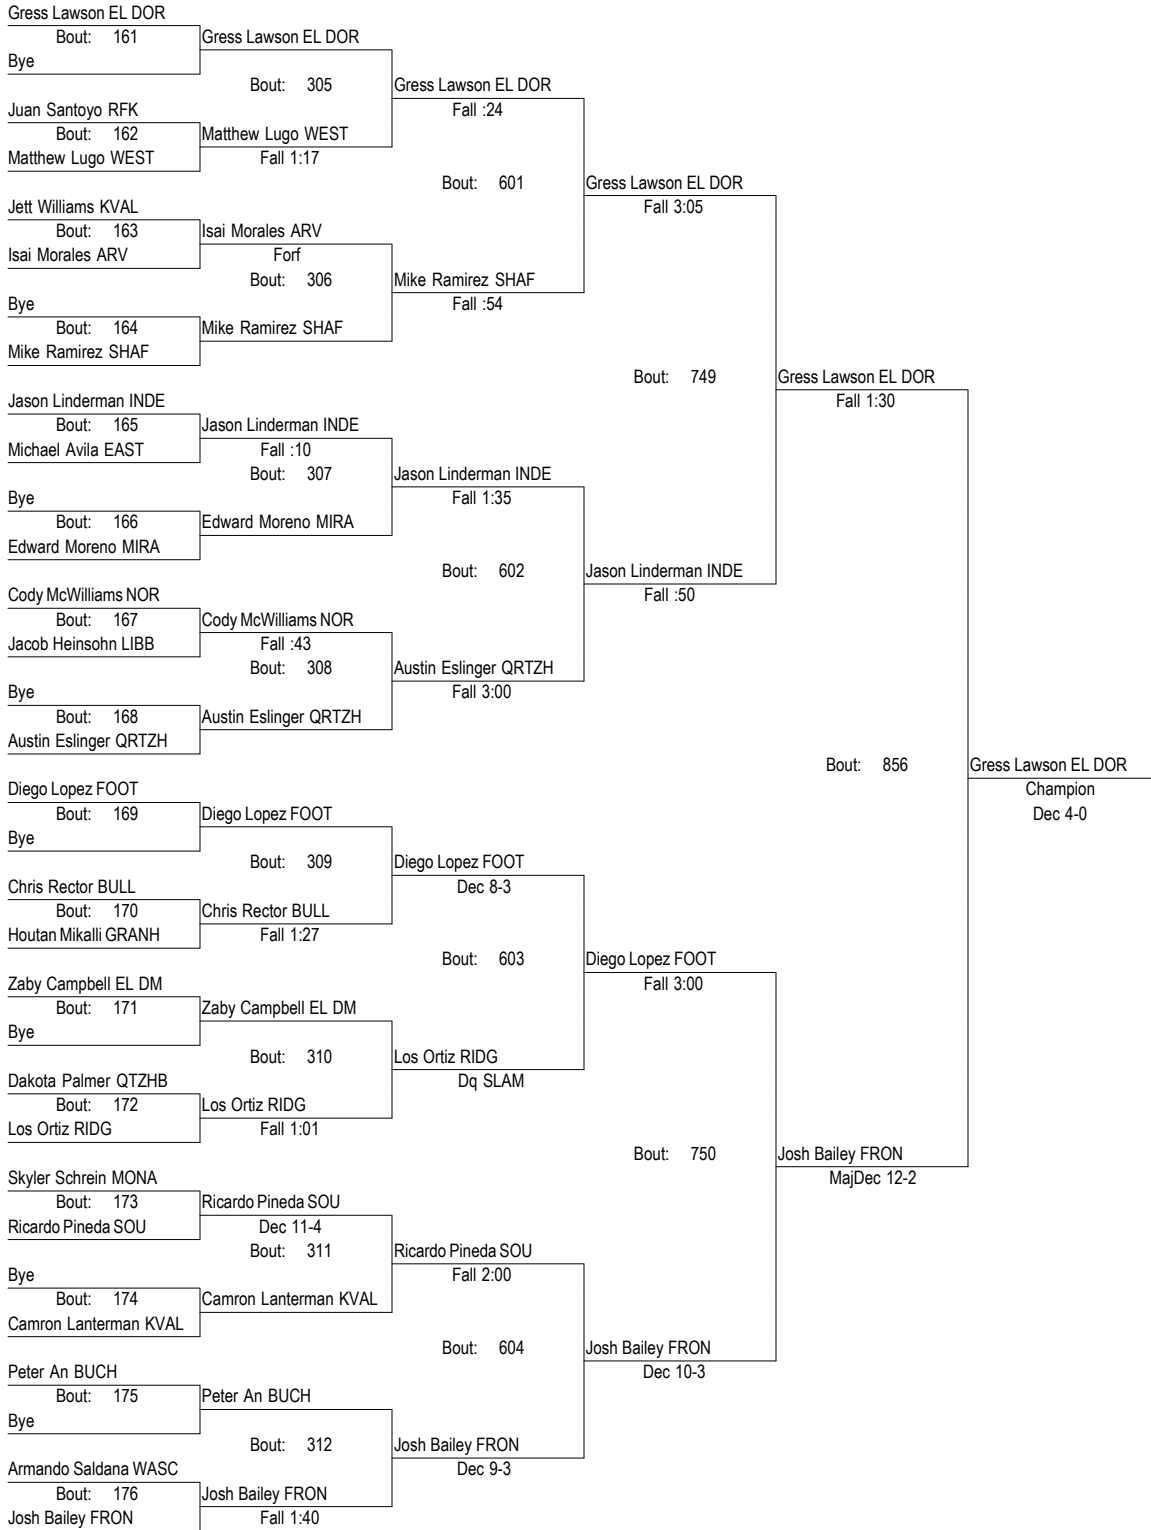 Gress Lawson EL DOR
Bout: 161
Gress Lawson EL DOR
Bye
Bout: 305
Gress Lawson EL DOR
Juan Santoyo RFK
Fall :24
Bout: 162
Matthew Lugo WEST
Matthew Lugo WEST
Fall 1:17
Bout: 601
Gress Lawson EL DOR
Jett Williams KVAL
Fall 3:05
Bout: 163
Isai Morales ARV
Isai Morales ARV
Forf
Bout: 306
Mike Ramirez SHAF
Bye
Fall :54
Bout: 164
Mike Ramirez SHAF
Mike Ramirez SHAF
Bout: 749
Gress Lawson EL DOR
Jason Linderman INDE
Fall 1:30
Bout: 165
Jason Linderman INDE
Michael Avila EAST
Fall :10
Bout: 307
Jason Linderman INDE
Bye
Fall 1:35
Bout: 166
Edward Moreno MIRA
Edward Moreno MIRA
Bout: 602
Jason Linderman INDE
Cody McWilliams NOR
Fall :50
Bout: 167
Cody McWilliams NOR
Jacob Heinsohn LIBB
Fall :43
Bout: 308
Austin Eslinger QRTZH
Bye
Fall 3:00
Bout: 168
Austin Eslinger QRTZH
Austin Eslinger QRTZH
Bout: 856
Gress Lawson EL DOR
Diego Lopez FOOT
Champion
Bout: 169
Diego Lopez FOOT
Dec 4-0
Bye
Bout: 309
Diego Lopez FOOT
Chris Rector BULL
Dec 8-3
Bout: 170
Chris Rector BULL
Houtan Mikalli GRANH
Fall 1:27
Bout: 603
Diego Lopez FOOT
Zaby Campbell EL DM
Fall 3:00
Bout: 171
Zaby Campbell EL DM
Bye
Bout: 310
Los Ortiz RIDG
Dakota Palmer QTZHB
Dq SLAM
Bout: 172
Los Ortiz RIDG
Los Ortiz RIDG
Fall 1:01
Bout: 750
Josh Bailey FRON
Skyler Schrein MONA
MajDec 12-2
Bout: 173
Ricardo Pineda SOU
Ricardo Pineda SOU
Dec 11-4
Bout: 311
Ricardo Pineda SOU
Bye
Fall 2:00
Bout: 174
Camron Lanterman KVAL
Camron Lanterman KVAL
Bout: 604
Josh Bailey FRON
Peter An BUCH
Dec 10-3
Bout: 175
Peter An BUCH
Bye
Bout: 312
Josh Bailey FRON
Armando Saldana WASC
Dec 9-3
Bout: 176
Josh Bailey FRON
Josh Bailey FRON
Fall 1:40